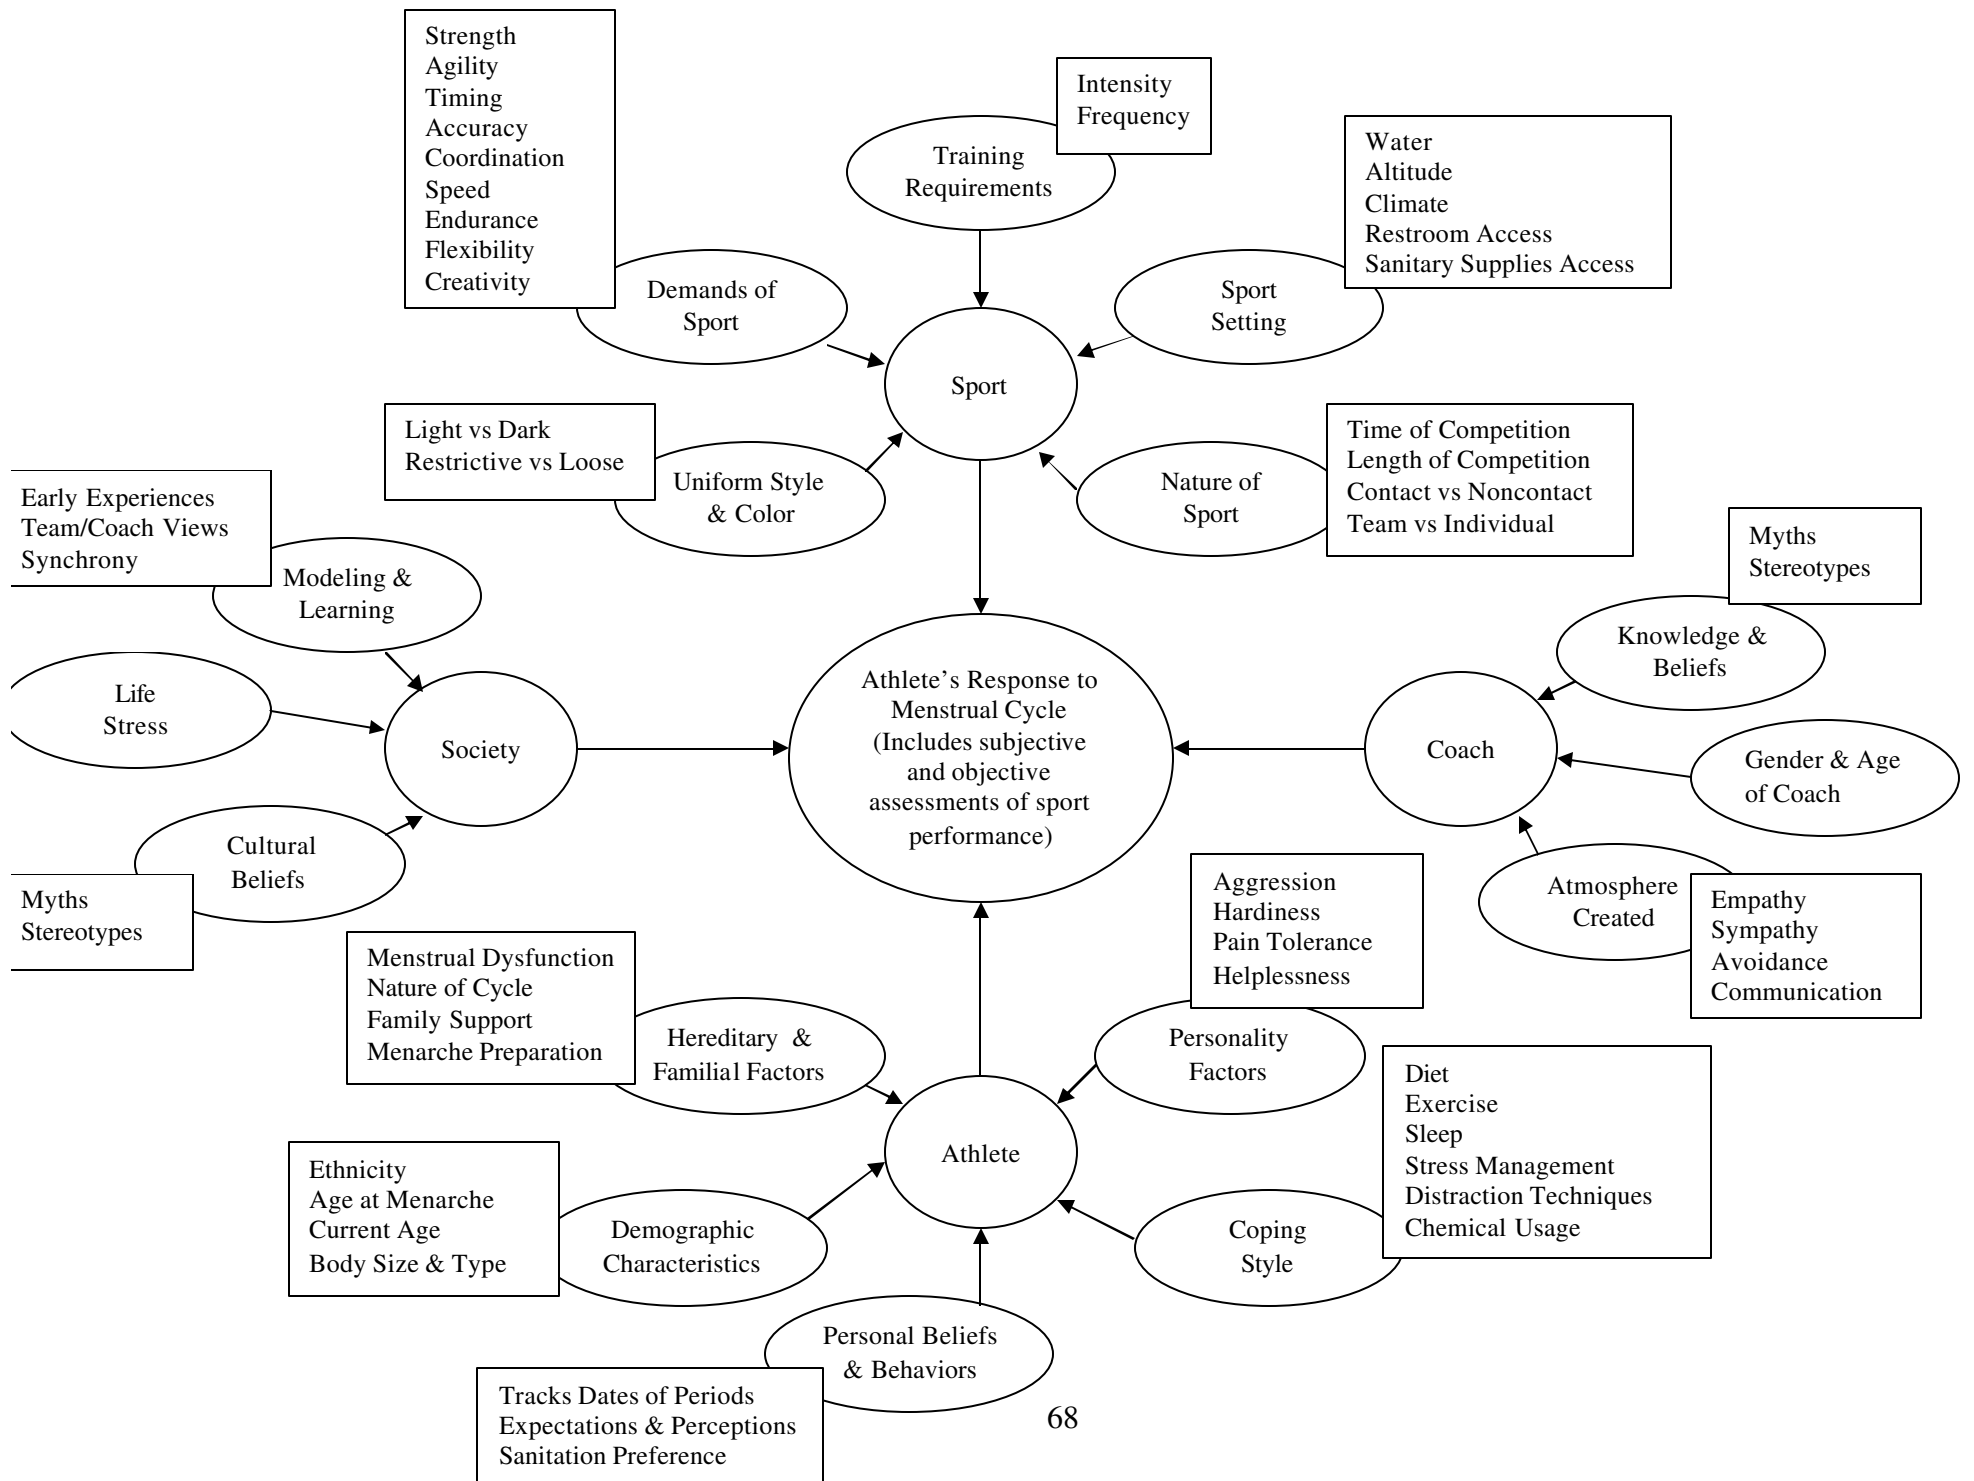 Strength
Agility
Timing
Accuracy
Coordination
Speed
Endurance
Flexibility
Creativity
Intensity
Frequency
Training
Requirements
Water
Altitude
Climate
Restroom Access
Sanitary Supplies Access
Demands of
Sport
Sport
Setting
Sport
Light vs Dark
Restrictive vs Loose
Uniform Style
& Color
Nature of
Sport
Time of Competition
Length of Competition
Contact vs Noncontact
Team vs Individual
Early Experiences
Team/Coach Views
Synchrony
Modeling &
Learning
Myths
Stereotypes
Knowledge &
Beliefs
Life
Stress
Society
Athlete’s Response to
Menstrual Cycle
(Includes subjective
and objective
assessments of sport
performance)
Coach
Gender & Age
of Coach
Cultural
Beliefs
Myths
Stereotypes
Atmosphere
Created
Empathy
Sympathy
Avoidance
Communication
Aggression
Hardiness
Pain Tolerance
Helplessness
Menstrual Dysfunction
Nature of Cycle
Family Support
Menarche Preparation
Hereditary &
Familial Factors
Personality
Factors
Athlete
Diet
Exercise
Sleep
Stress Management
Distraction Techniques
Chemical Usage
Ethnicity
Age at Menarche
Current Age
Body Size & Type
Demographic
Characteristics
Coping
Style
Personal Beliefs
& Behaviors
Tracks Dates of Periods
Expectations & Perceptions
Sanitation Preference
68